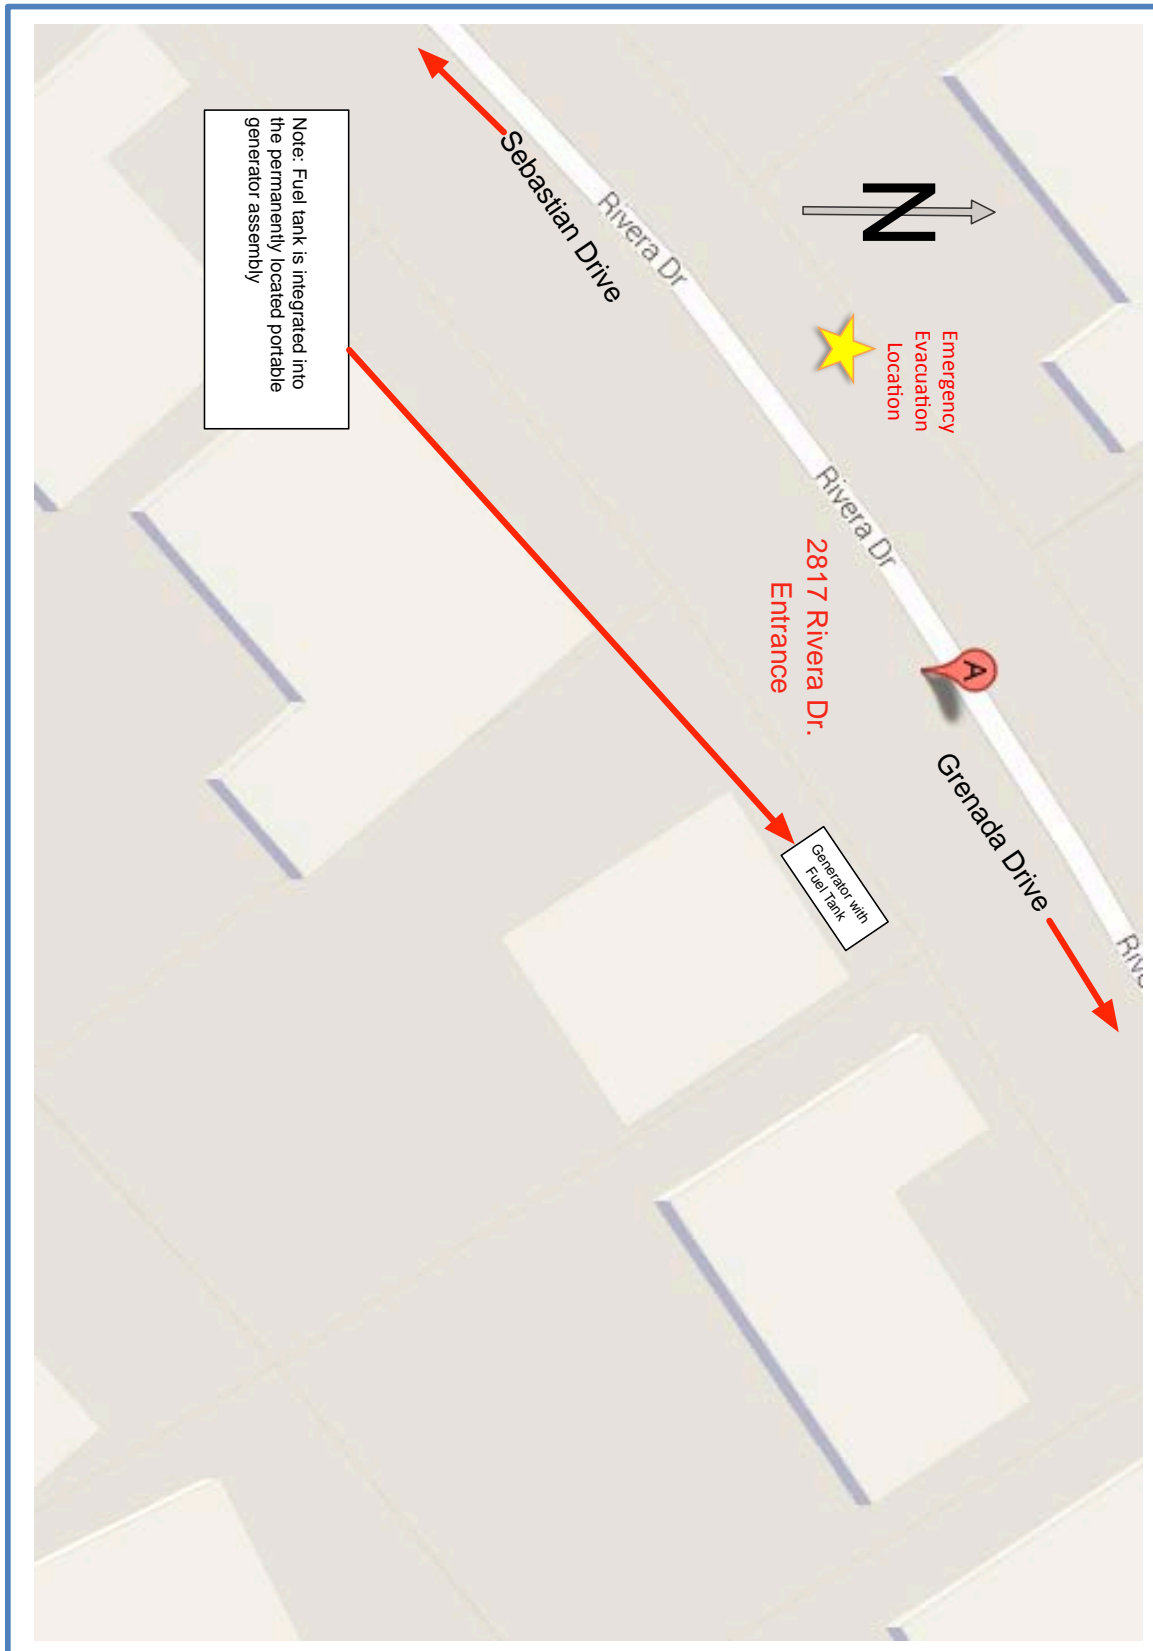 N
Emergency
Evacuation
Location
Rivera Dr
Sebastian Drive
Rivera Dr
2817 Rivera Dr.
Entrance
A
Grenada Drive
Note: Fuel tank is integrated into
the permanently located portable
generator assembly
Generator with
Fuel Tank